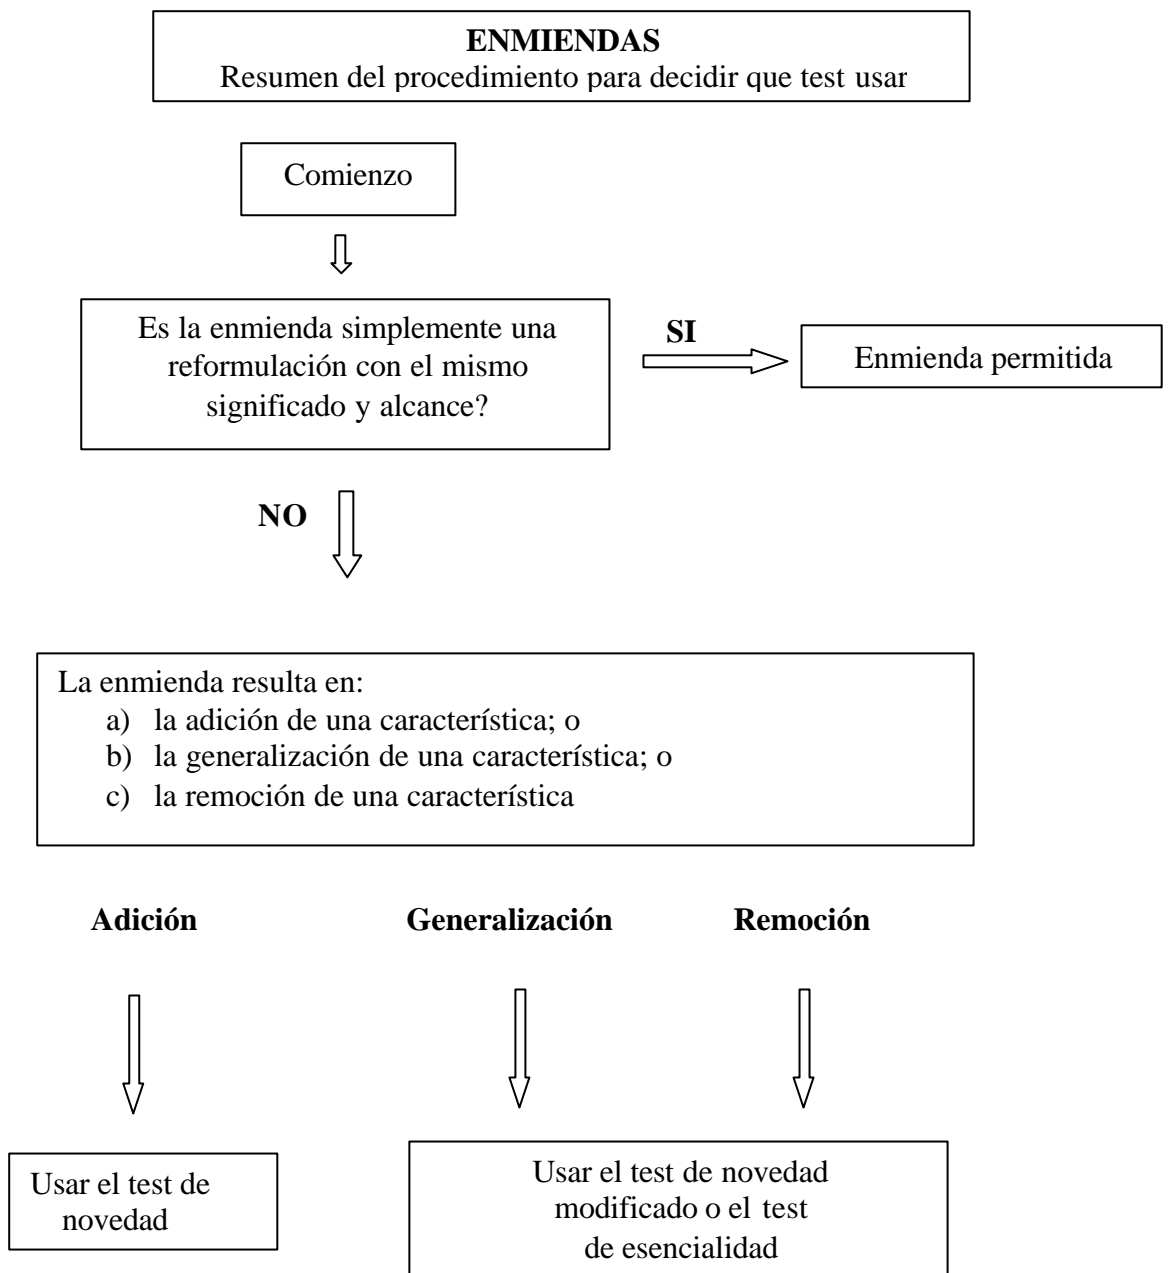 ENMIENDAS
Resumen del procedimiento para decidir que test usar
Comienzo
Es la enmienda simplemente una
reformulación con el mismo
significado y alcance?
SI
Enmienda permitida
NO
La enmienda resulta en:
a) la adición de una característica; o
b) la generalización de una característica; o
c) la remoción de una característica
Adición
Generalización
Remoción
Usar el test de
novedad
Usar el test de novedad
modificado o el test
de esencialidad